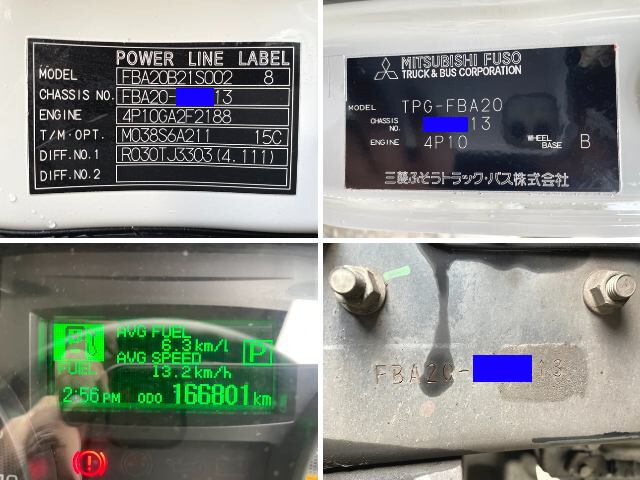 POWER LINE LABEL
MODEL FBA20B21S002 8
CHASSIS NO. FBA20- 13
ENGINE 4P10GA2F2188
T/M·OPT. M038S6A211 15C
DIFF.NO.1 R030TJ3303(4.111)
DIFF.NO.2
MITSUBISHI FUSO
TRUCK & BUS CORPORATION
MODEL TPG-FBA20
CHASSIS NO. 13
ENGINE 4P10 WHEEL BASE B
三菱ふそうトラック・バス株式会社
AVG FUEL
6.3km/l
AVG SPEED
13.2km/h
FUEL
P
2:56PM ODO 166801km
FBA20- 13